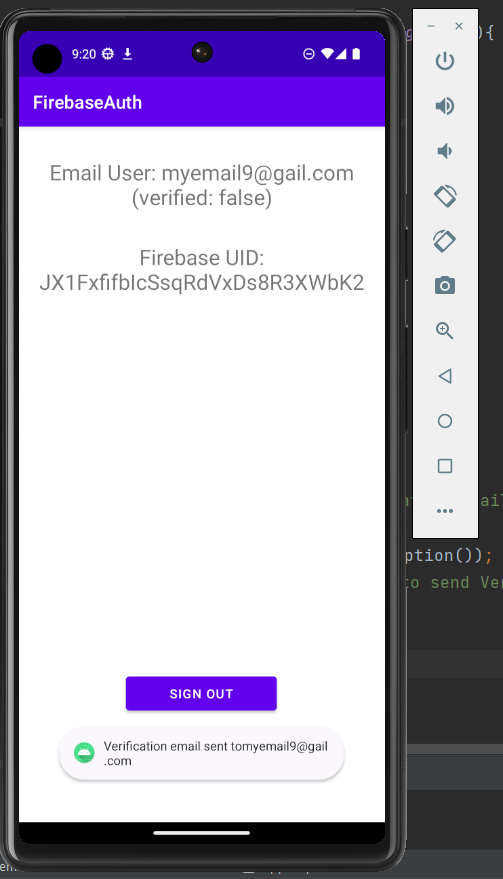 9:20
FirebaseAuth
Email User: myemail9@gail.com
(verified: false)
Firebase UID:
JX1FxfifbIcSsqRdVxDs8R3XWbK2
SIGN OUT
Verification email sent tomyemail9@gail
.com
){
ption());
to send Ver